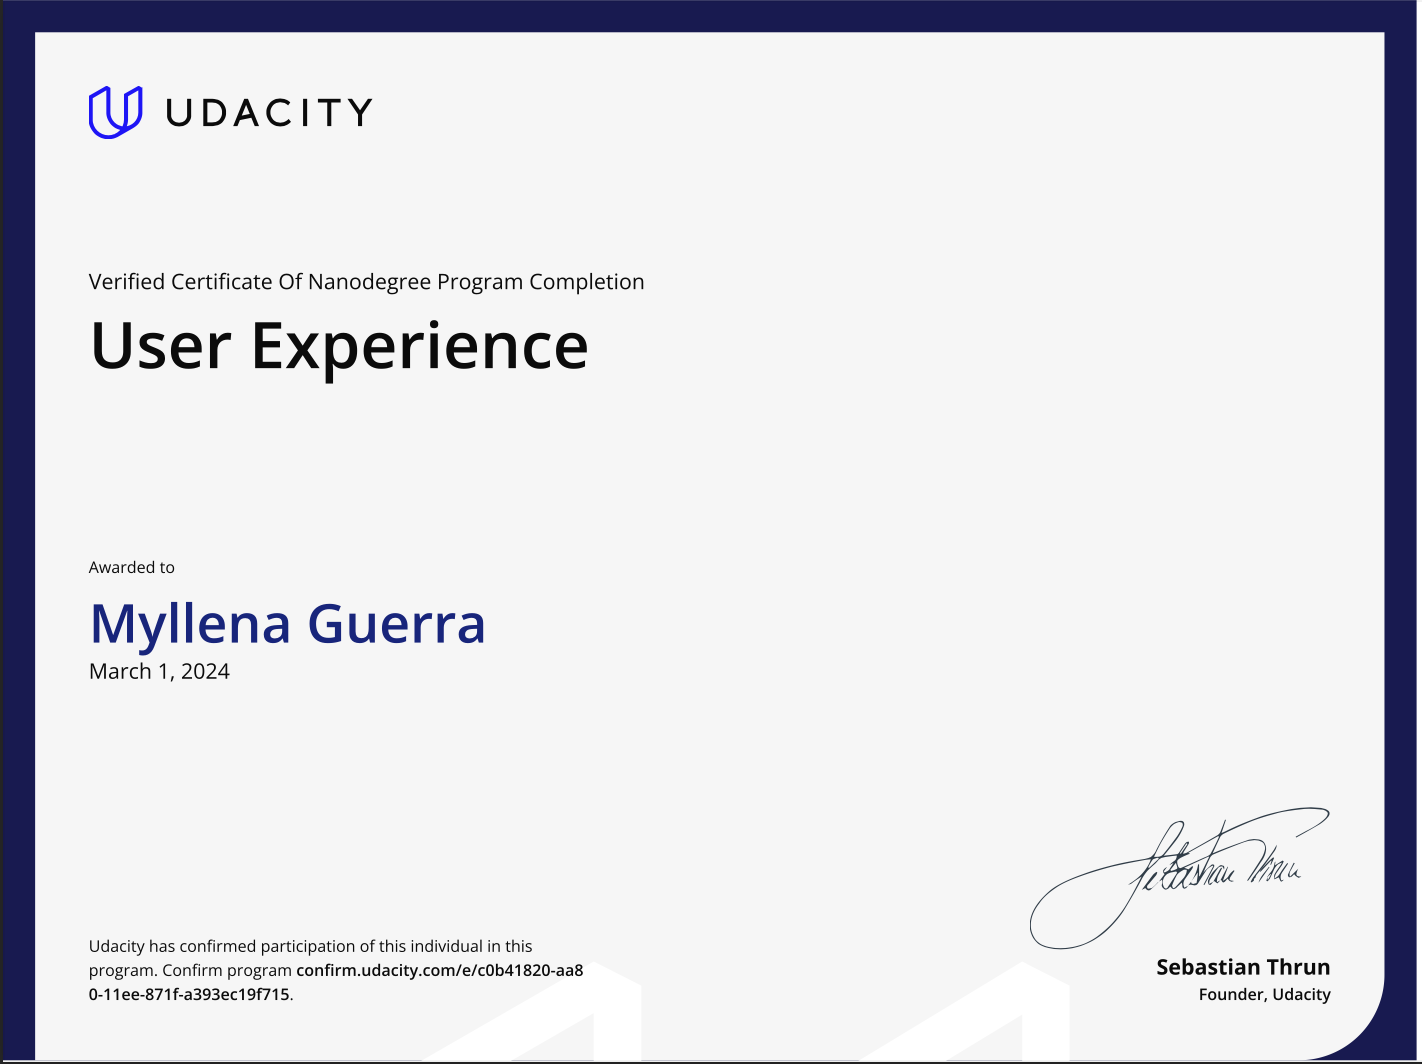 UDACITY
Verified Certificate Of Nanodegree Program Completion
User Experience
Awarded to
Myllena Guerra
March 1, 2024
Sebastian Thrun
Udacity has confirmed participation of this individual in this
program. Confirm program confirm.udacity.com/e/c0b41820-aa8
0-11ee-871f-a393ec19f715.
Sebastian Thrun
Founder, Udacity